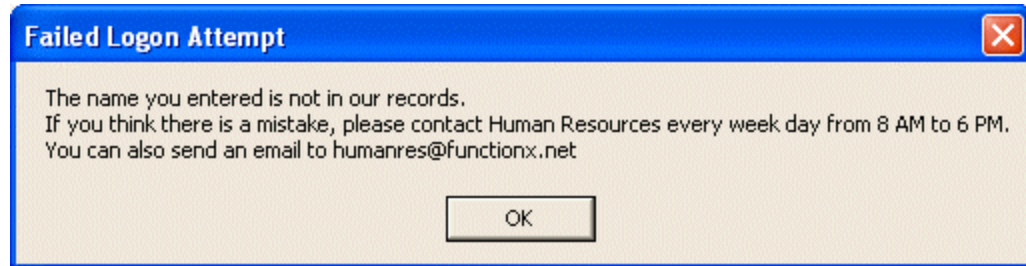 Failed Logon Attempt
The name you entered is not in our records.
If you think there is a mistake, please contact Human Resources every week day from 8 AM to 6 PM.
You can also send an email to humanres@functionx.net
OK